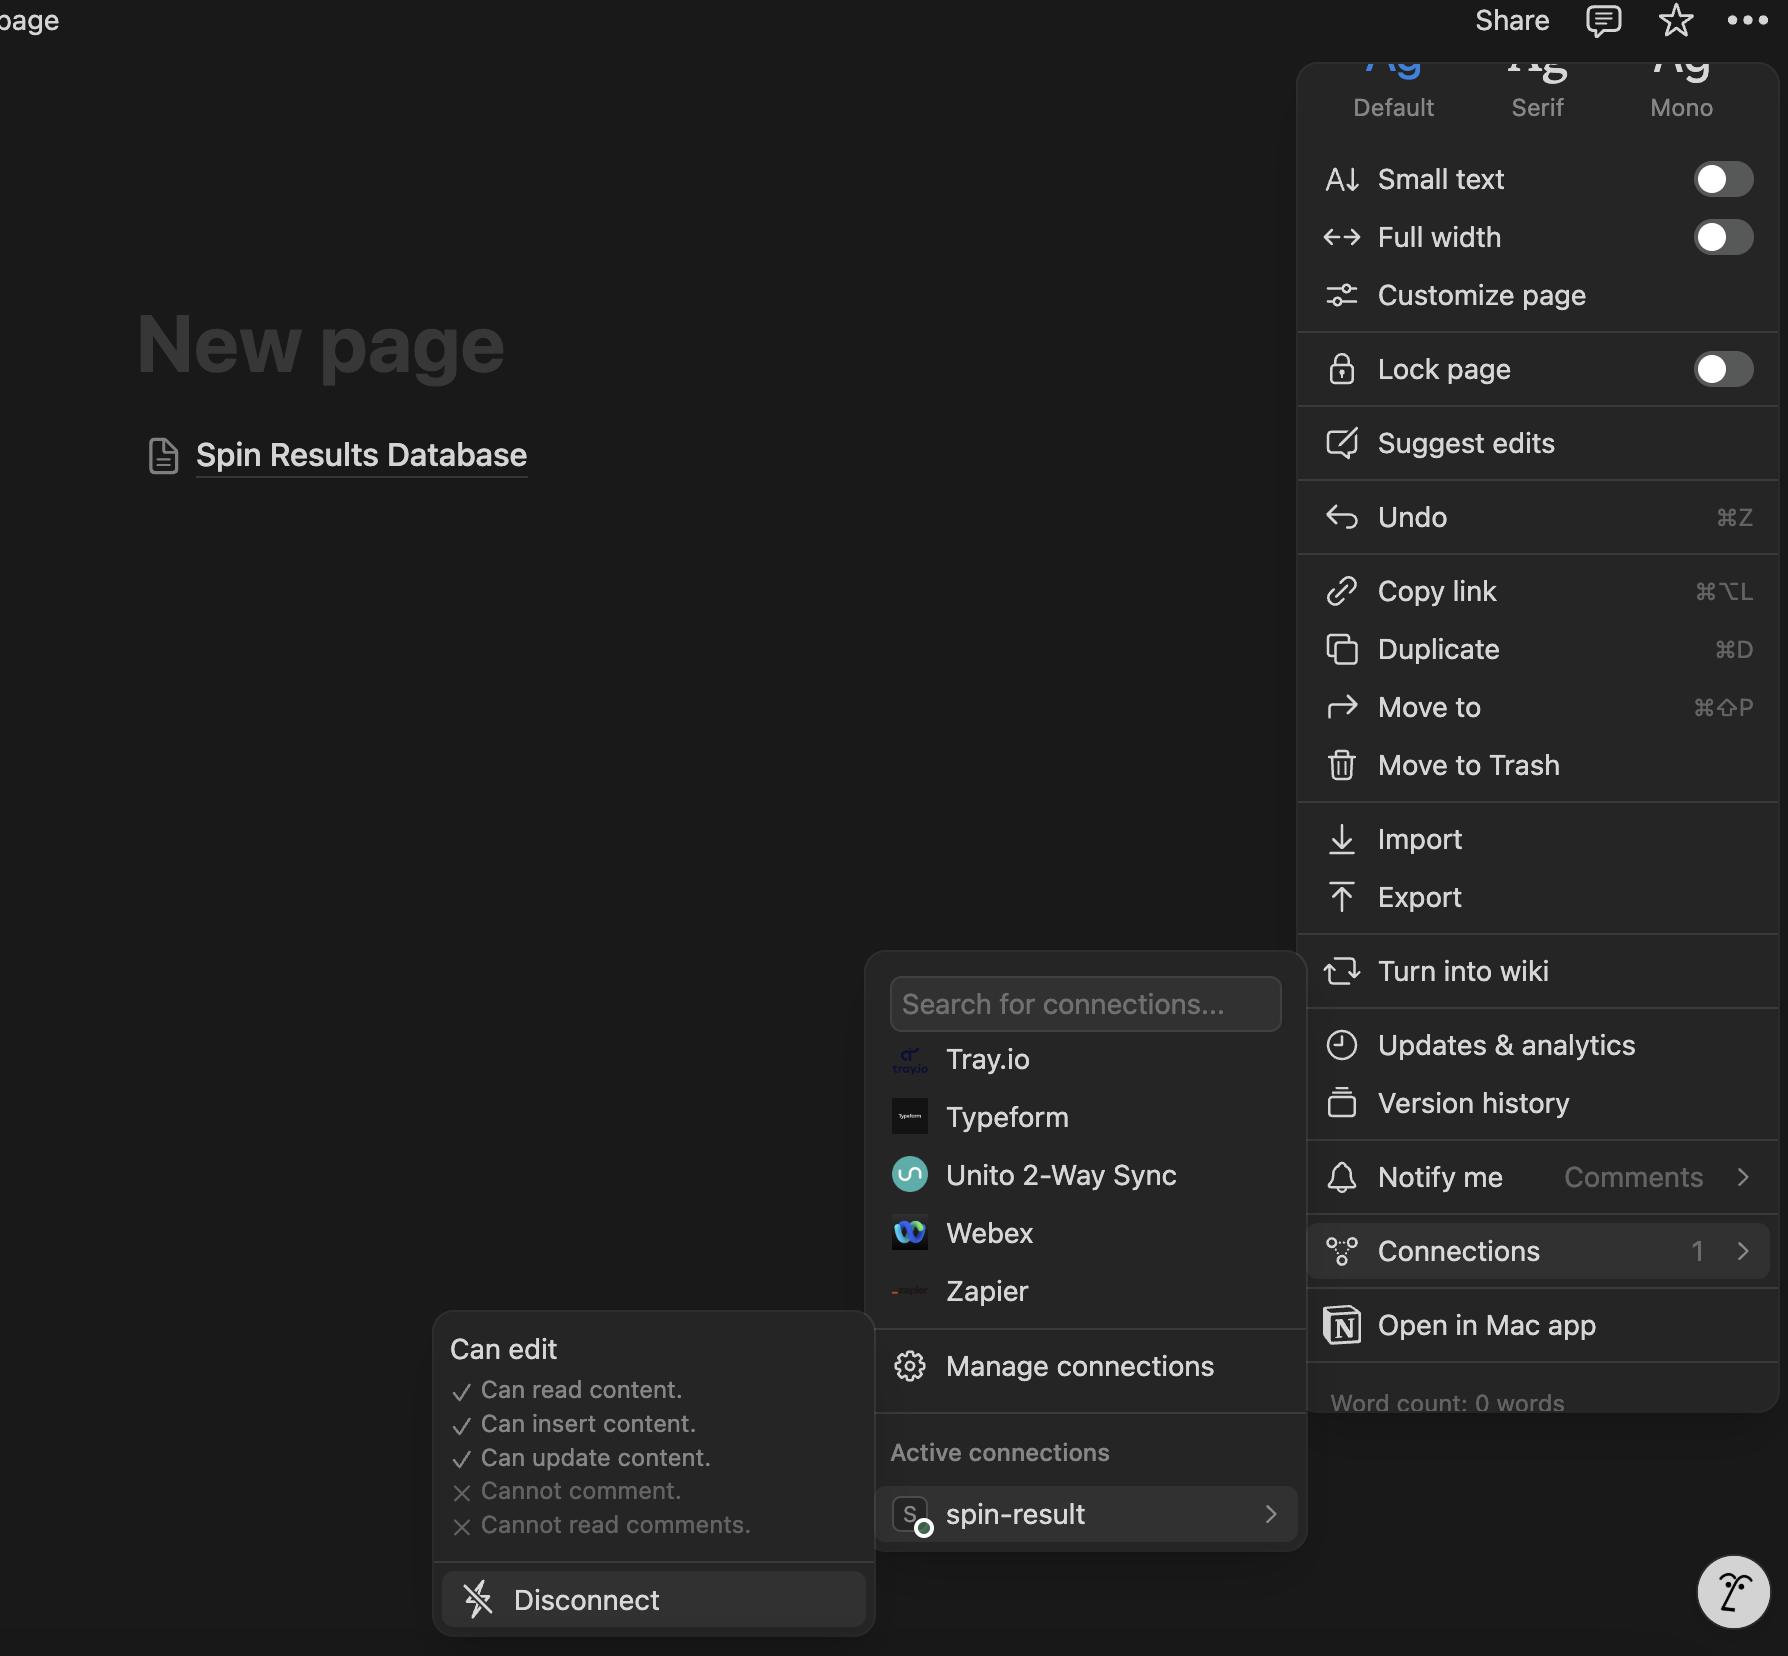 page
Share
Ag Ag Ag
Default Serif Mono
Small text
Full width
Customize page
Lock page
Suggest edits
Undo ⌘Z
Copy link ⌘⌥L
Duplicate ⌘D
Move to ⌘⇧P
Move to Trash
Import
Export
Turn into wiki
Updates & analytics
Version history
Notify me Comments
Connections 1
Open in Mac app
Word count: 0 words
New page
Spin Results Database
Search for connections...
tray.io Tray.io
Typeform Typeform
Unito 2-Way Sync
Webex
zapier Zapier
Manage connections
Active connections
S spin-result
Can edit
Can read content.
Can insert content.
Can update content.
Cannot comment.
Cannot read comments.
Disconnect